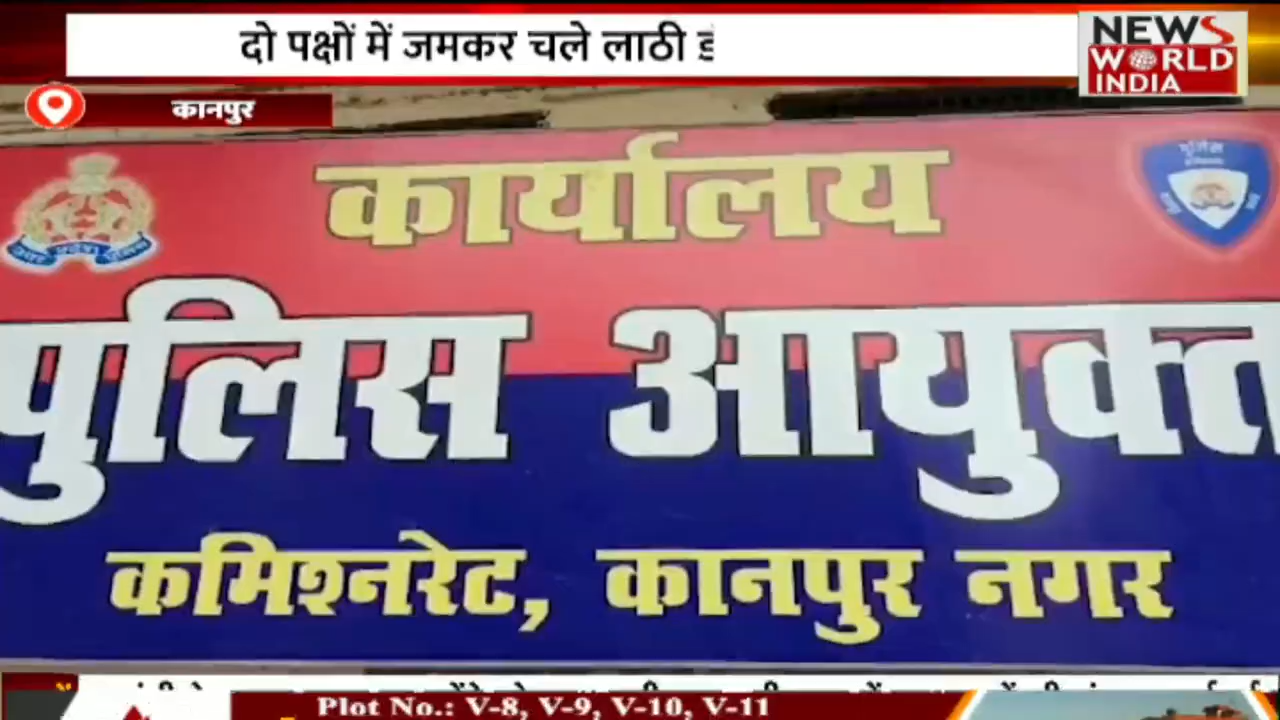 दो पक्षों में जमकर चले लाठी
NEWS
WORLD
INDIA
कानपुर
कार्यालय
पुलिस आयुक्त
कमिश्नरेट, कानपुर नगर
Plot No.: V-8, V-9, V-10, V-11